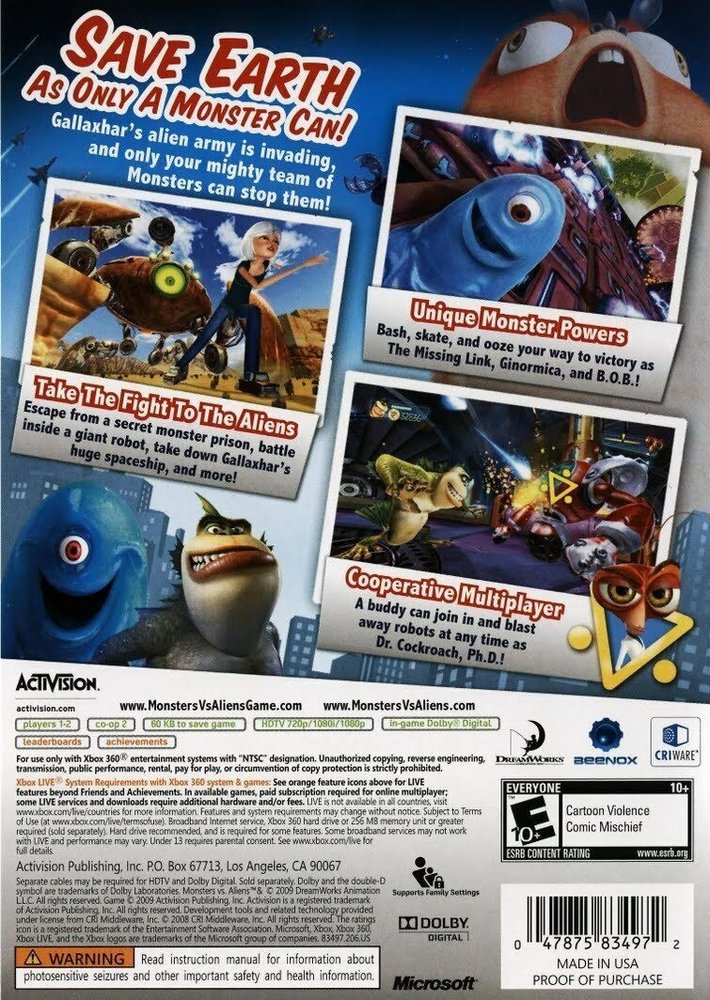 SAVE EARTH
AS ONLY A MONSTER CAN!
Gallaxhar's alien army is invading,
and only your mighty team of
Monsters can stop them!
Unique Monster Powers
Bash, skate, and ooze your way to victory as
The Missing Link, Ginormica, and B.O.B.!
Take The Fight To The Aliens
Escape from a secret monster prison, battle
inside a giant robot, take down Gallaxhar's
huge spaceship, and more!
Cooperative Multiplayer
A buddy can join in and blast
away robots at any time as
Dr. Cockroach, Ph.D.!
ACTIVISION.
activision.com
www.MonstersVsAliensGame.com www.MonstersVsAliens.com
players 1-2 co-op 2 60 KB to save game HDTV 720p/1080i/1080p in-game Dolby® Digital
leaderboards achievements
For use only with Xbox 360® entertainment systems with "NTSC" designation. Unauthorized copying, reverse engineering,
transmission, public performance, rental, pay for play, or circumvention of copy protection is strictly prohibited.
Xbox LIVE® System Requirements with Xbox 360 system & games: See orange feature icons above for LIVE
features beyond Friends and Achievements. In available games, paid subscription required for online multiplayer;
some LIVE services and downloads require additional hardware and/or fees. LIVE is not available in all countries, visit
www.xbox.com/live/countries for more information. Features and system requirements may change without notice. Subject to Terms
of Use (at www.xbox.com/live/termsofuse). Broadband Internet service, Xbox 360 hard drive or 256 MB memory unit or greater
required (sold separately). Hard drive recommended, and is required for some features. Some broadband services may not work
with LIVE and performance may vary. Under 13 requires parental consent. See www.xbox.com/live for
full details.
Activision Publishing, Inc. P.O. Box 67713, Los Angeles, CA 90067
Separate cables may be required for HDTV and Dolby Digital. Sold separately. Dolby and the double-D
symbol are trademarks of Dolby Laboratories. Monsters vs. Aliens™ & © 2009 DreamWorks Animation
L.L.C. All rights reserved. Game © 2009 Activision Publishing, Inc. Activision is a registered trademark
of Activision Publishing, Inc. All rights reserved. Development tools and related technology provided
under license from CRI Middleware, Inc. © 2008 CRI Middleware, Inc. All rights reserved. The ratings
icon is a registered trademark of the Entertainment Software Association. Microsoft, Xbox, Xbox 360,
Xbox LIVE, and the Xbox logos are trademarks of the Microsoft group of companies. 83497.206.US
WARNING Read instruction manual for information about
photosensitive seizures and other important safety and health information.
DREAMWORKS
BEENOX
CRIWARE™
EVERYONE 10+
E
10+
Cartoon Violence
Comic Mischief
ESRB CONTENT RATING www.esrb.org
Supports Family Settings
DOLBY
DIGITAL
Microsoft®
0 47875 83497 2
MADE IN USA
PROOF OF PURCHASE